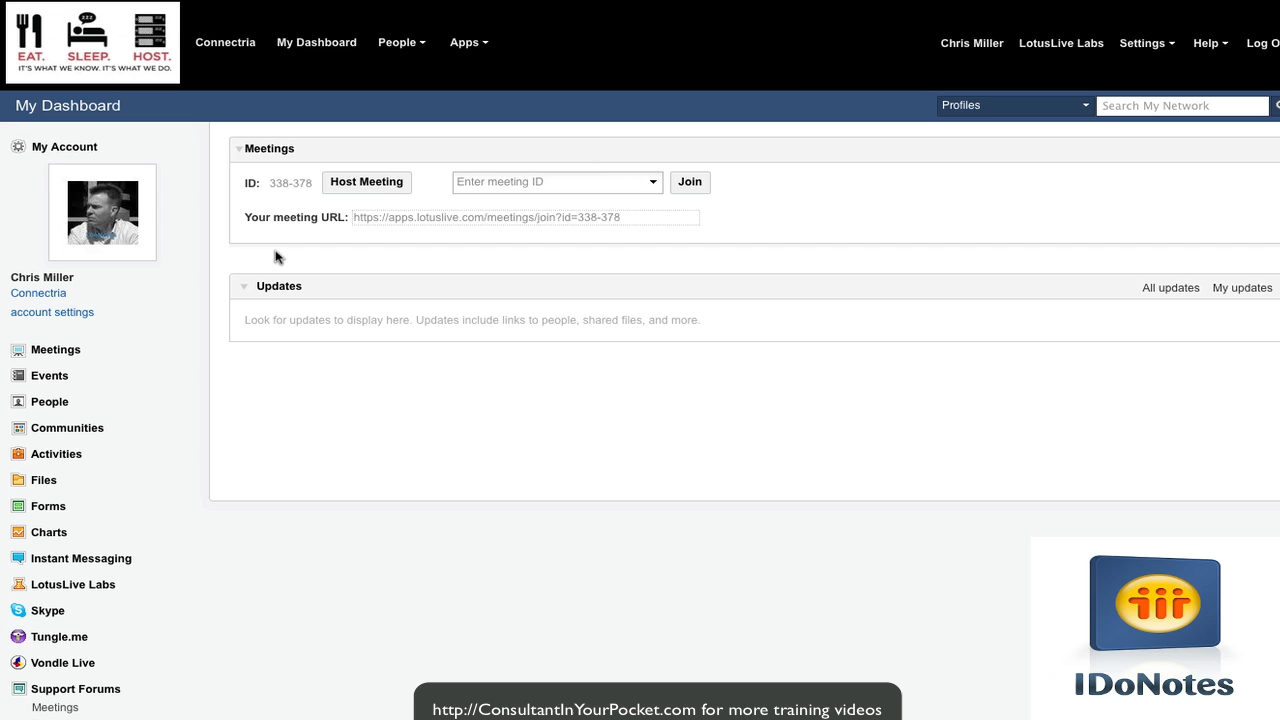 EAT. SLEEP. HOST.
IT'S WHAT WE KNOW. IT'S WHAT WE DO.
Connectria My Dashboard People Apps
Chris Miller LotusLive Labs Settings Help Log O
My Dashboard
Profiles
Search My Network
My Account
Chris Miller
Connectria
account settings
Meetings
Events
People
Communities
Activities
Files
Forms
Charts
Instant Messaging
LotusLive Labs
Skype
Tungle.me
Vondle Live
Support Forums
Meetings
Meetings
ID: 338-378 Host Meeting Enter meeting ID Join
Your meeting URL: https://apps.lotuslive.com/meetings/join?id=338-378
Updates All updates My updates
Look for updates to display here. Updates include links to people, shared files, and more.
IDoNotes
http://ConsultantInYourPocket.com for more training videos